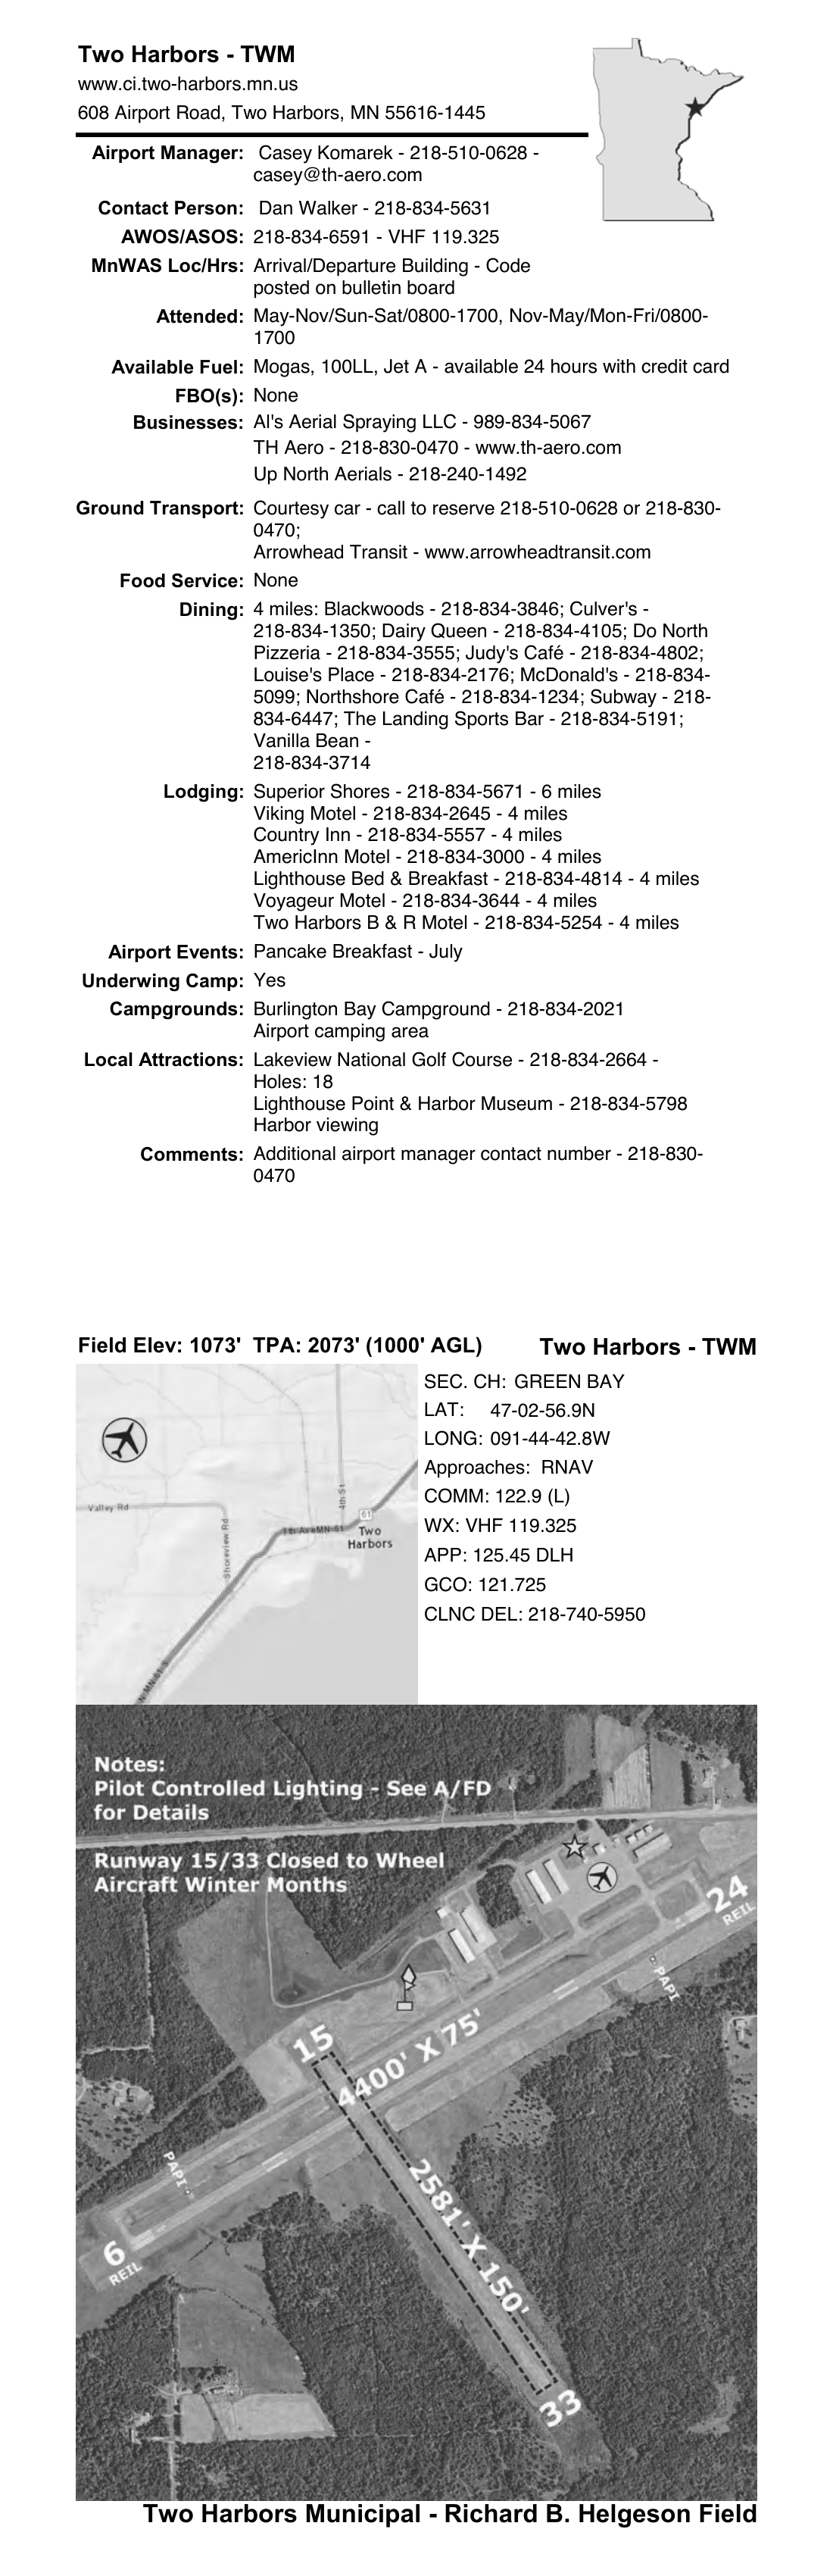 Two Harbors - TWM
www.ci.two-harbors.mn.us
608 Airport Road, Two Harbors, MN 55616-1445
Airport Manager: Casey Komarek - 218-510-0628 -
casey@th-aero.com
Contact Person: Dan Walker - 218-834-5631
AWOS/ASOS: 218-834-6591 - VHF 119.325
MnWAS Loc/Hrs: Arrival/Departure Building - Code
posted on bulletin board
Attended: May-Nov/Sun-Sat/0800-1700, Nov-May/Mon-Fri/0800-
1700
Available Fuel: Mogas, 100LL, Jet A - available 24 hours with credit card
FBO(s): None
Businesses: Al's Aerial Spraying LLC - 989-834-5067
TH Aero - 218-830-0470 - www.th-aero.com
Up North Aerials - 218-240-1492
Ground Transport: Courtesy car - call to reserve 218-510-0628 or 218-830-
0470;
Arrowhead Transit - www.arrowheadtransit.com
Food Service: None
Dining: 4 miles: Blackwoods - 218-834-3846; Culver's -
218-834-1350; Dairy Queen - 218-834-4105; Do North
Pizzeria - 218-834-3555; Judy's Café - 218-834-4802;
Louise's Place - 218-834-2176; McDonald's - 218-834-
5099; Northshore Café - 218-834-1234; Subway - 218-
834-6447; The Landing Sports Bar - 218-834-5191;
Vanilla Bean -
218-834-3714
Lodging: Superior Shores - 218-834-5671 - 6 miles
Viking Motel - 218-834-2645 - 4 miles
Country Inn - 218-834-5557 - 4 miles
AmericInn Motel - 218-834-3000 - 4 miles
Lighthouse Bed & Breakfast - 218-834-4814 - 4 miles
Voyageur Motel - 218-834-3644 - 4 miles
Two Harbors B & R Motel - 218-834-5254 - 4 miles
Airport Events: Pancake Breakfast - July
Underwing Camp: Yes
Campgrounds: Burlington Bay Campground - 218-834-2021
Airport camping area
Local Attractions: Lakeview National Golf Course - 218-834-2664 -
Holes: 18
Lighthouse Point & Harbor Museum - 218-834-5798
Harbor viewing
Comments: Additional airport manager contact number - 218-830-
0470
Field Elev: 1073' TPA: 2073' (1000' AGL) Two Harbors - TWM
SEC. CH: GREEN BAY
LAT: 47-02-56.9N
LONG: 091-44-42.8W
Approaches: RNAV
COMM: 122.9 (L)
WX: VHF 119.325
APP: 125.45 DLH
GCO: 121.725
CLNC DEL: 218-740-5950
Valley Rd
Shoreview Rd
4th St
61
MN-61
Two
Harbors
N MN-61 S
Notes:
Pilot Controlled Lighting - See A/FD
for Details
Runway 15/33 Closed to Wheel
Aircraft Winter Months
24
REIL
PAPI
15
4400' X 75'
2581' X 150'
PAPI
6
REIL
33
Two Harbors Municipal - Richard B. Helgeson Field